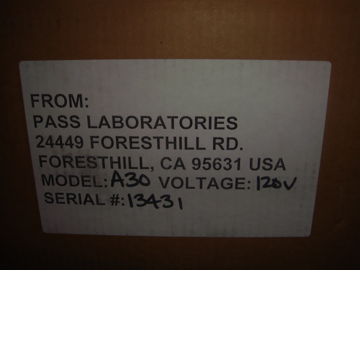 FROM:
PASS LABORATORIES
24449 FORESTHILL RD.
FORESTHILL, CA 95631 USA
MODEL: A30 VOLTAGE: 120V
SERIAL #: 13431